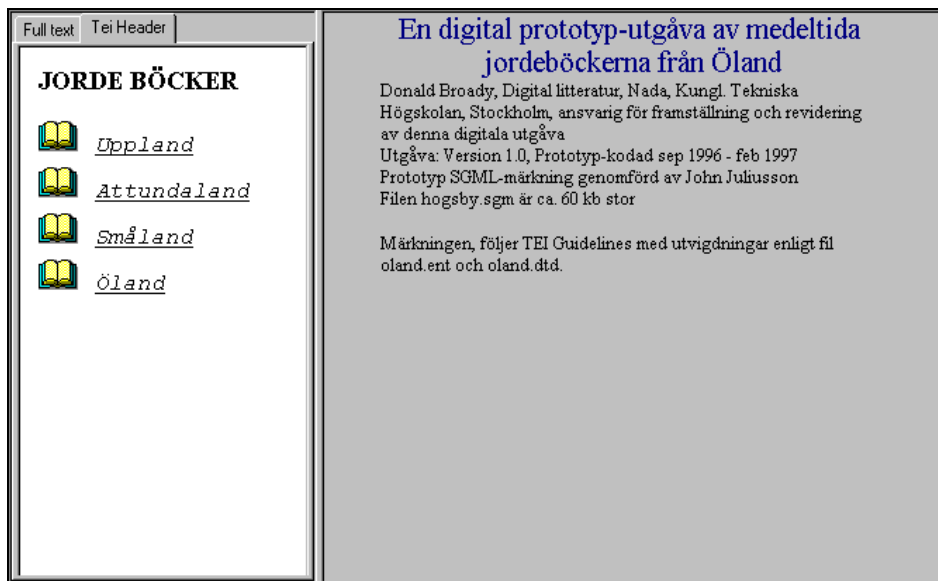 Full text
Tei Header
JORDE BÖCKER
Uppland
Attundaland
Småland
Öland
En digital prototyp-utgåva av medeltida
jordeböckerna från Öland
Donald Broady, Digital litteratur, Nada, Kungl. Tekniska
Högskolan, Stockholm, ansvarig för framställning och revidering
av denna digitala utgåva
Utgåva: Version 1.0, Prototyp-kodad sep 1996 - feb 1997
Prototyp SGML-märkning genomförd av John Juliusson
Filen hogsby.sgm är ca. 60 kb stor
Märkningen, följer TEI Guidelines med utvigdningar enligt fil
oland.ent och oland.dtd.